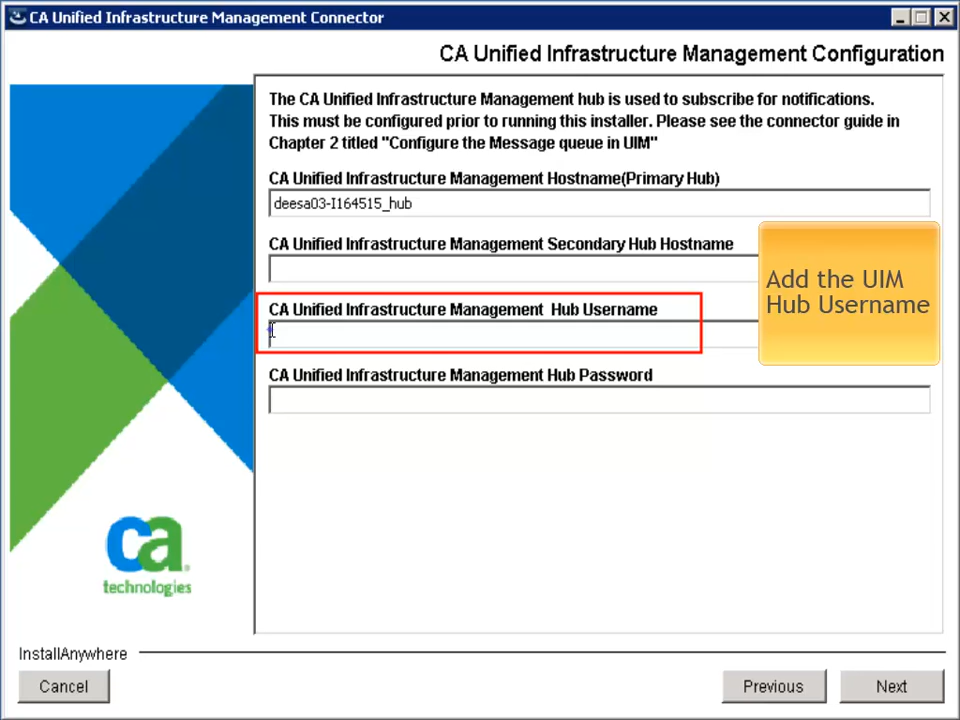 CA Unified Infrastructure Management Connector
CA Unified Infrastructure Management Configuration
The CA Unified Infrastructure Management hub is used to subscribe for notifications.
This must be configured prior to running this installer. Please see the connector guide in
Chapter 2 titled "Configure the Message queue in UIM"
CA Unified Infrastructure Management Hostname(Primary Hub)
deesa03-I164515_hub
CA Unified Infrastructure Management Secondary Hub Hostname
Add the UIM
Hub Username
CA Unified Infrastructure Management Hub Username
CA Unified Infrastructure Management Hub Password
ca
technologies
InstallAnywhere
Cancel
Previous
Next